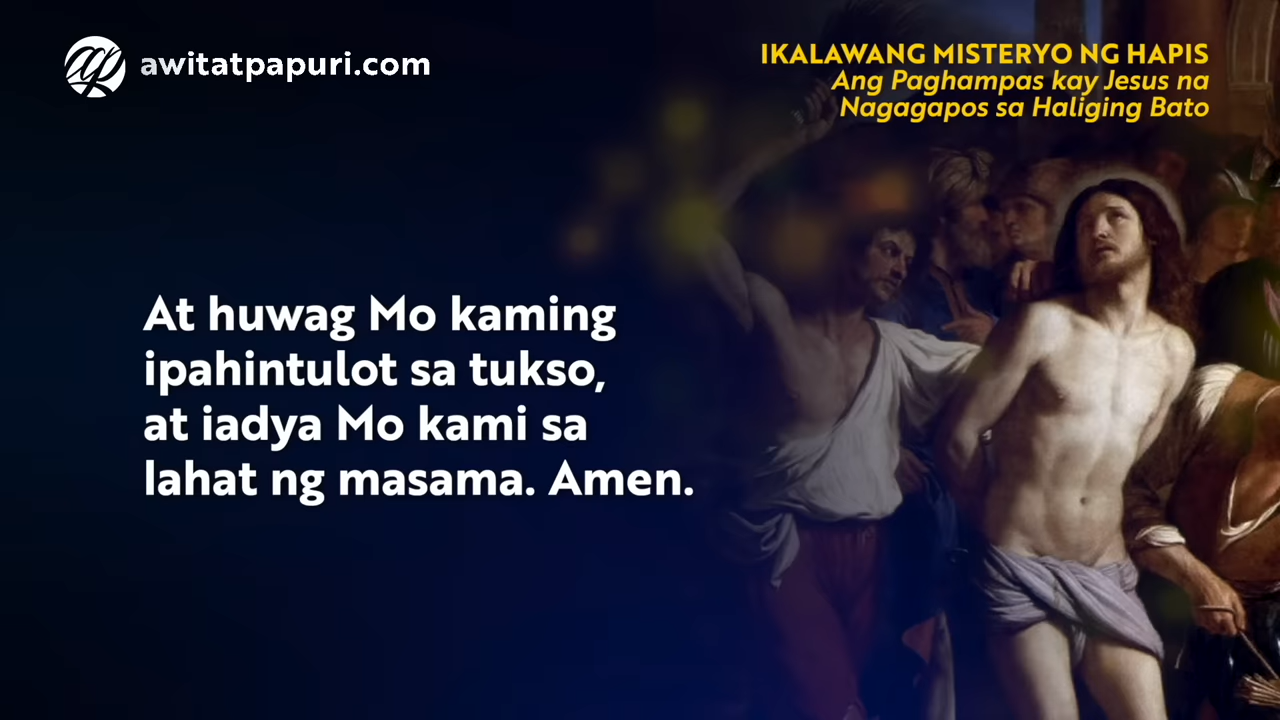 awitatpapuri.com
IKALAWANG MISTERYO NG HAPIS
Ang Paghampas kay Jesus na
Nagagapos sa Haliging Bato
At huwag Mo kaming
ipahintulot sa tukso,
at iadya Mo kami sa
lahat ng masama. Amen.